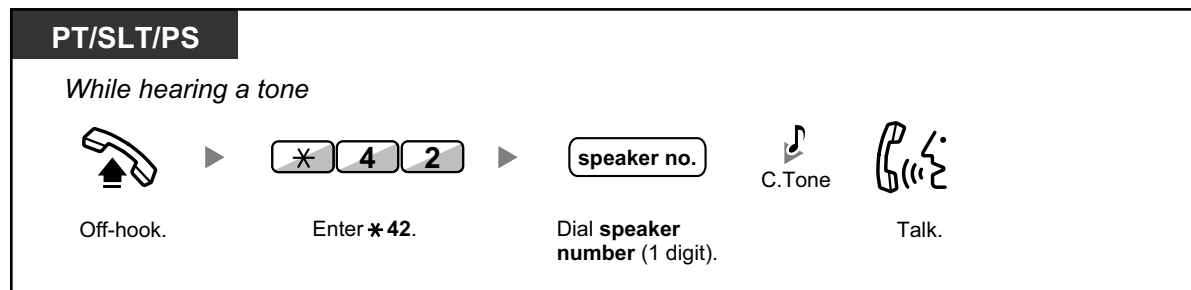 PT/SLT/PS
While hearing a tone
✳ 4 2
speaker no.
C.Tone
Off-hook.
Enter ✳ 42.
Dial speaker
number (1 digit).
Talk.